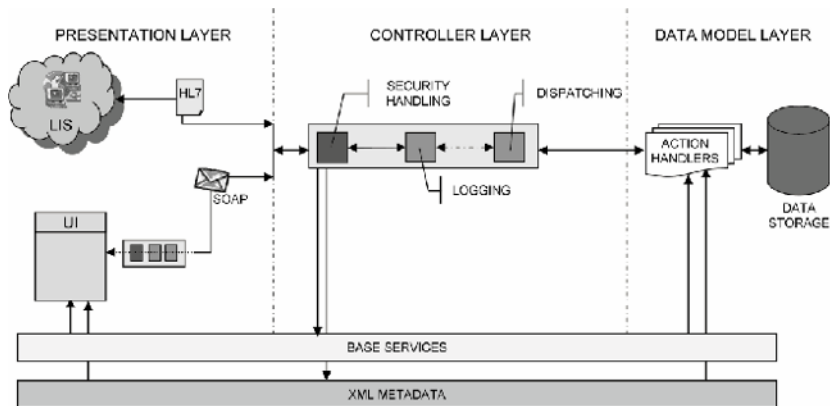 PRESENTATION LAYER
CONTROLLER LAYER
DATA MODEL LAYER
HL7
LIS
SECURITY
HANDLING
DISPATCHING
ACTION
HANDLERS
LOGGING
SOAP
DATA
STORAGE
UI
BASE SERVICES
XML METADATA